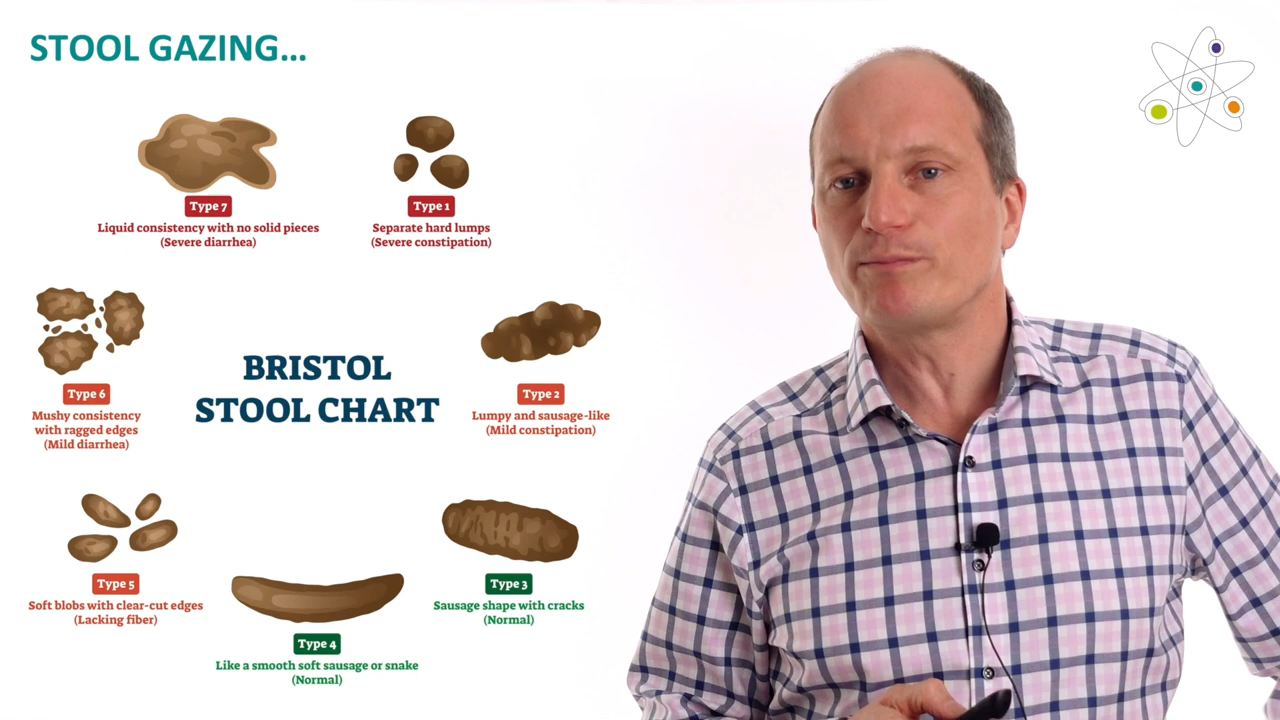 STOOL GAZING...
Type 7
Liquid consistency with no solid pieces
(Severe diarrhea)
Type 1
Separate hard lumps
(Severe constipation)
Type 6
Mushy consistency
with ragged edges
(Mild diarrhea)
BRISTOL
STOOL CHART
Type 2
Lumpy and sausage-like
(Mild constipation)
Type 5
Soft blobs with clear-cut edges
(Lacking fiber)
Type 4
Like a smooth soft sausage or snake
(Normal)
Type 3
Sausage shape with cracks
(Normal)